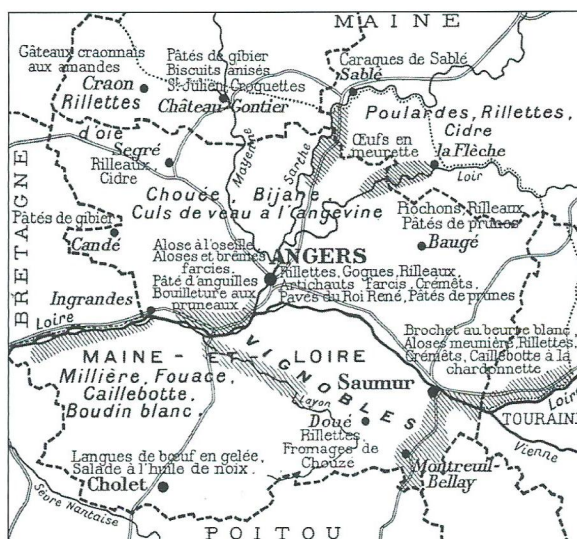 MAINE
Gâteaux craonnais
aux amandes
Craon
Rillettes
d'oie
Pâtés de gibier
Biscuits anisés
St-Julien, Croquettes
Château-Gontier
Caraques de Sablé
Sablé
Poulardes, Rillettes,
Cidre
Œufs en
meurette
la Flèche
Segré
Rilleaux
Cidre
Mayenne
Sarthe
Loir
BRETAGNE
Chouée, Bijane
Culs de veau à l'angevine
Pâtés de gibier
Candé
Piochons, Rilleaux
Pâtés de prunes
Baugé
Alose à l'oseille
Aloses et brèmes
farcies.
Pâté d'anguilles
Bouilleture aux
pruneaux
ANGERS
Rillettes, Gogues, Rilleaux
Artichauts farcis, Crémêts,
Pavés du Roi René, Pâtés de prunes
Ingrandes
Loire
MAINE-ET-LOIRE
Millière, Fouace,
Caillebotte,
Boudin blanc.
VIGNOBLES
Layon
Brochet au beurre blanc,
Aloses meunière, Rillettes,
Crémêts, Caillebotte à la
chardonnette
Saumur
Loire
TOURAINE
Vienne
Doué
Rillettes
Fromages de
Chouzé
Montreuil-
Bellay
Langues de bœuf en gelée,
Salade à l'huile de noix.
Cholet
Sèvre Nantaise
POITOU